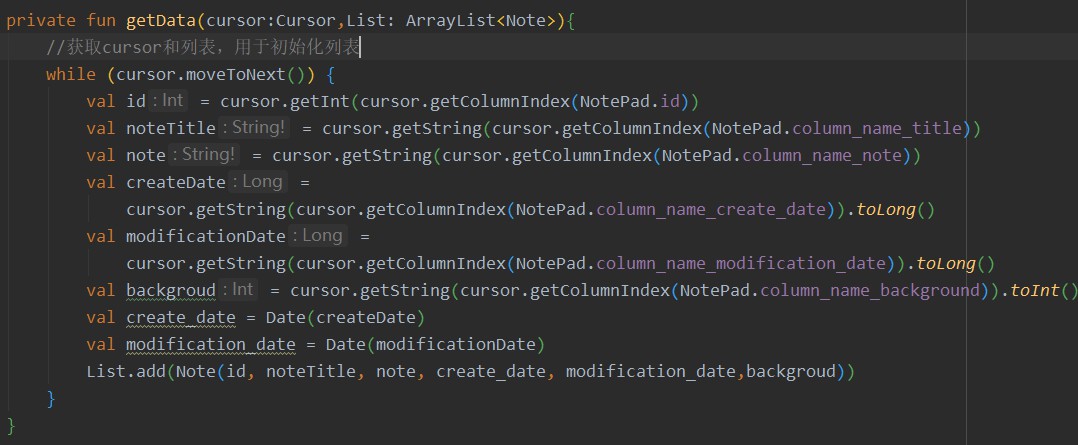 private fun getData(cursor:Cursor,List: ArrayList<Note>){
//获取cursor和列表，用于初始化列表
while (cursor.moveToNext()) {
val id : Int = cursor.getInt(cursor.getColumnIndex(NotePad.id))
val noteTitle : String! = cursor.getString(cursor.getColumnIndex(NotePad.column_name_title))
val note : String! = cursor.getString(cursor.getColumnIndex(NotePad.column_name_note))
val createDate : Long =
cursor.getString(cursor.getColumnIndex(NotePad.column_name_create_date)).toLong()
val modificationDate : Long =
cursor.getString(cursor.getColumnIndex(NotePad.column_name_modification_date)).toLong()
val backgroud : Int = cursor.getString(cursor.getColumnIndex(NotePad.column_name_background)).toInt()
val create_date = Date(createDate)
val modification_date = Date(modificationDate)
List.add(Note(id, noteTitle, note, create_date, modification_date,backgroud))
}
}